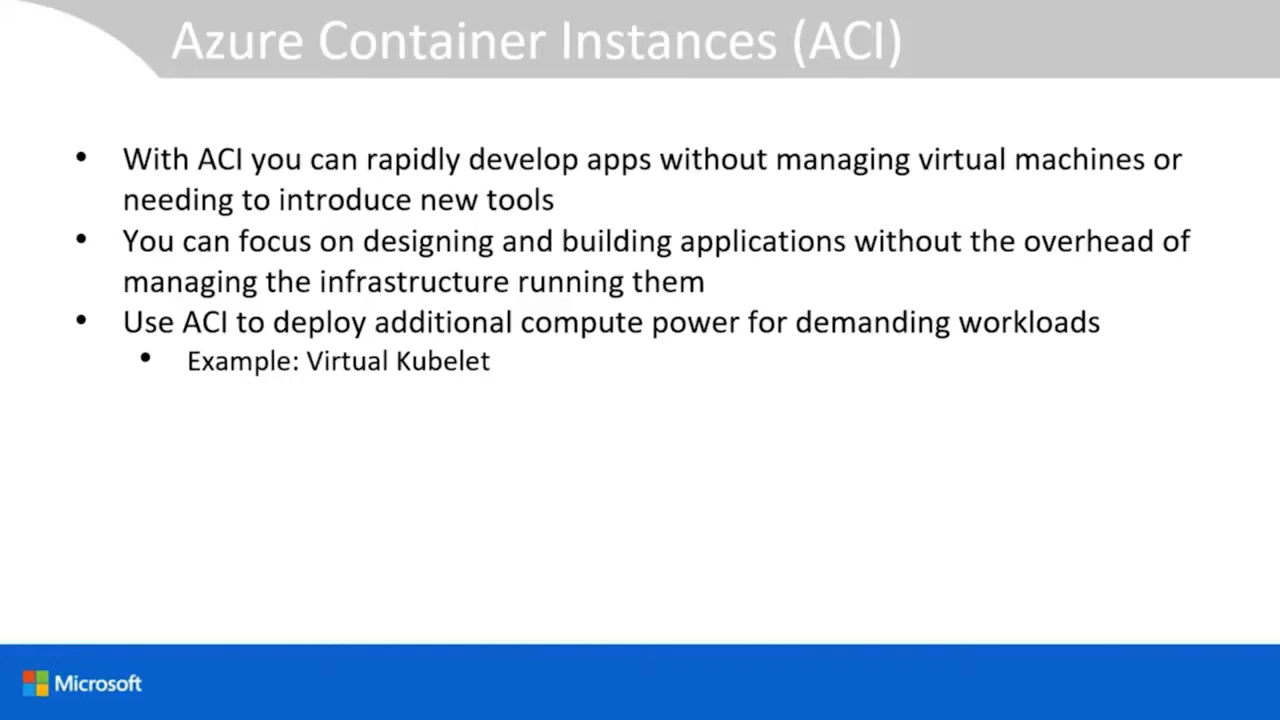 Azure Container Instances (ACI)
• With ACI you can rapidly develop apps without managing virtual machines or
needing to introduce new tools
• You can focus on designing and building applications without the overhead of
managing the infrastructure running them
• Use ACI to deploy additional compute power for demanding workloads
• Example: Virtual Kubelet
Microsoft